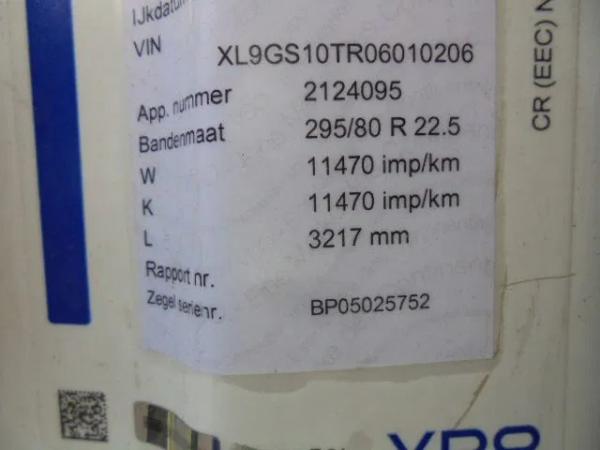 IJkdatum
VIN XL9GS10TR06010206
App. nummer 2124095
Bandenmaat 295/80 R 22.5
W 11470 imp/km
K 11470 imp/km
L 3217 mm
Rapport nr.
Zegel serienr. BP05025752
CR (EEC) N